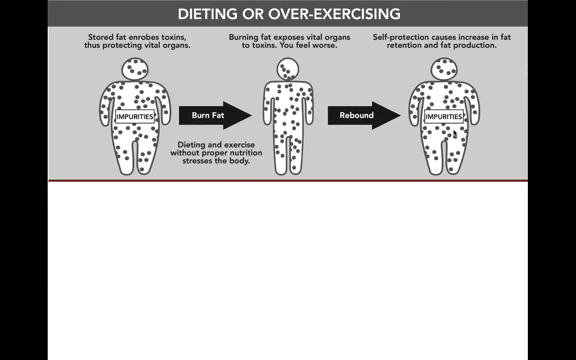 DIETING OR OVER-EXERCISING
Stored fat enrobes toxins,
thus protecting vital organs.
Burning fat exposes vital organs
to toxins. You feel worse.
Self-protection causes increase in fat
retention and fat production.
IMPURITIES
Burn Fat
Rebound
IMPURITIES
Dieting and exercise
without proper nutrition
stresses the body.